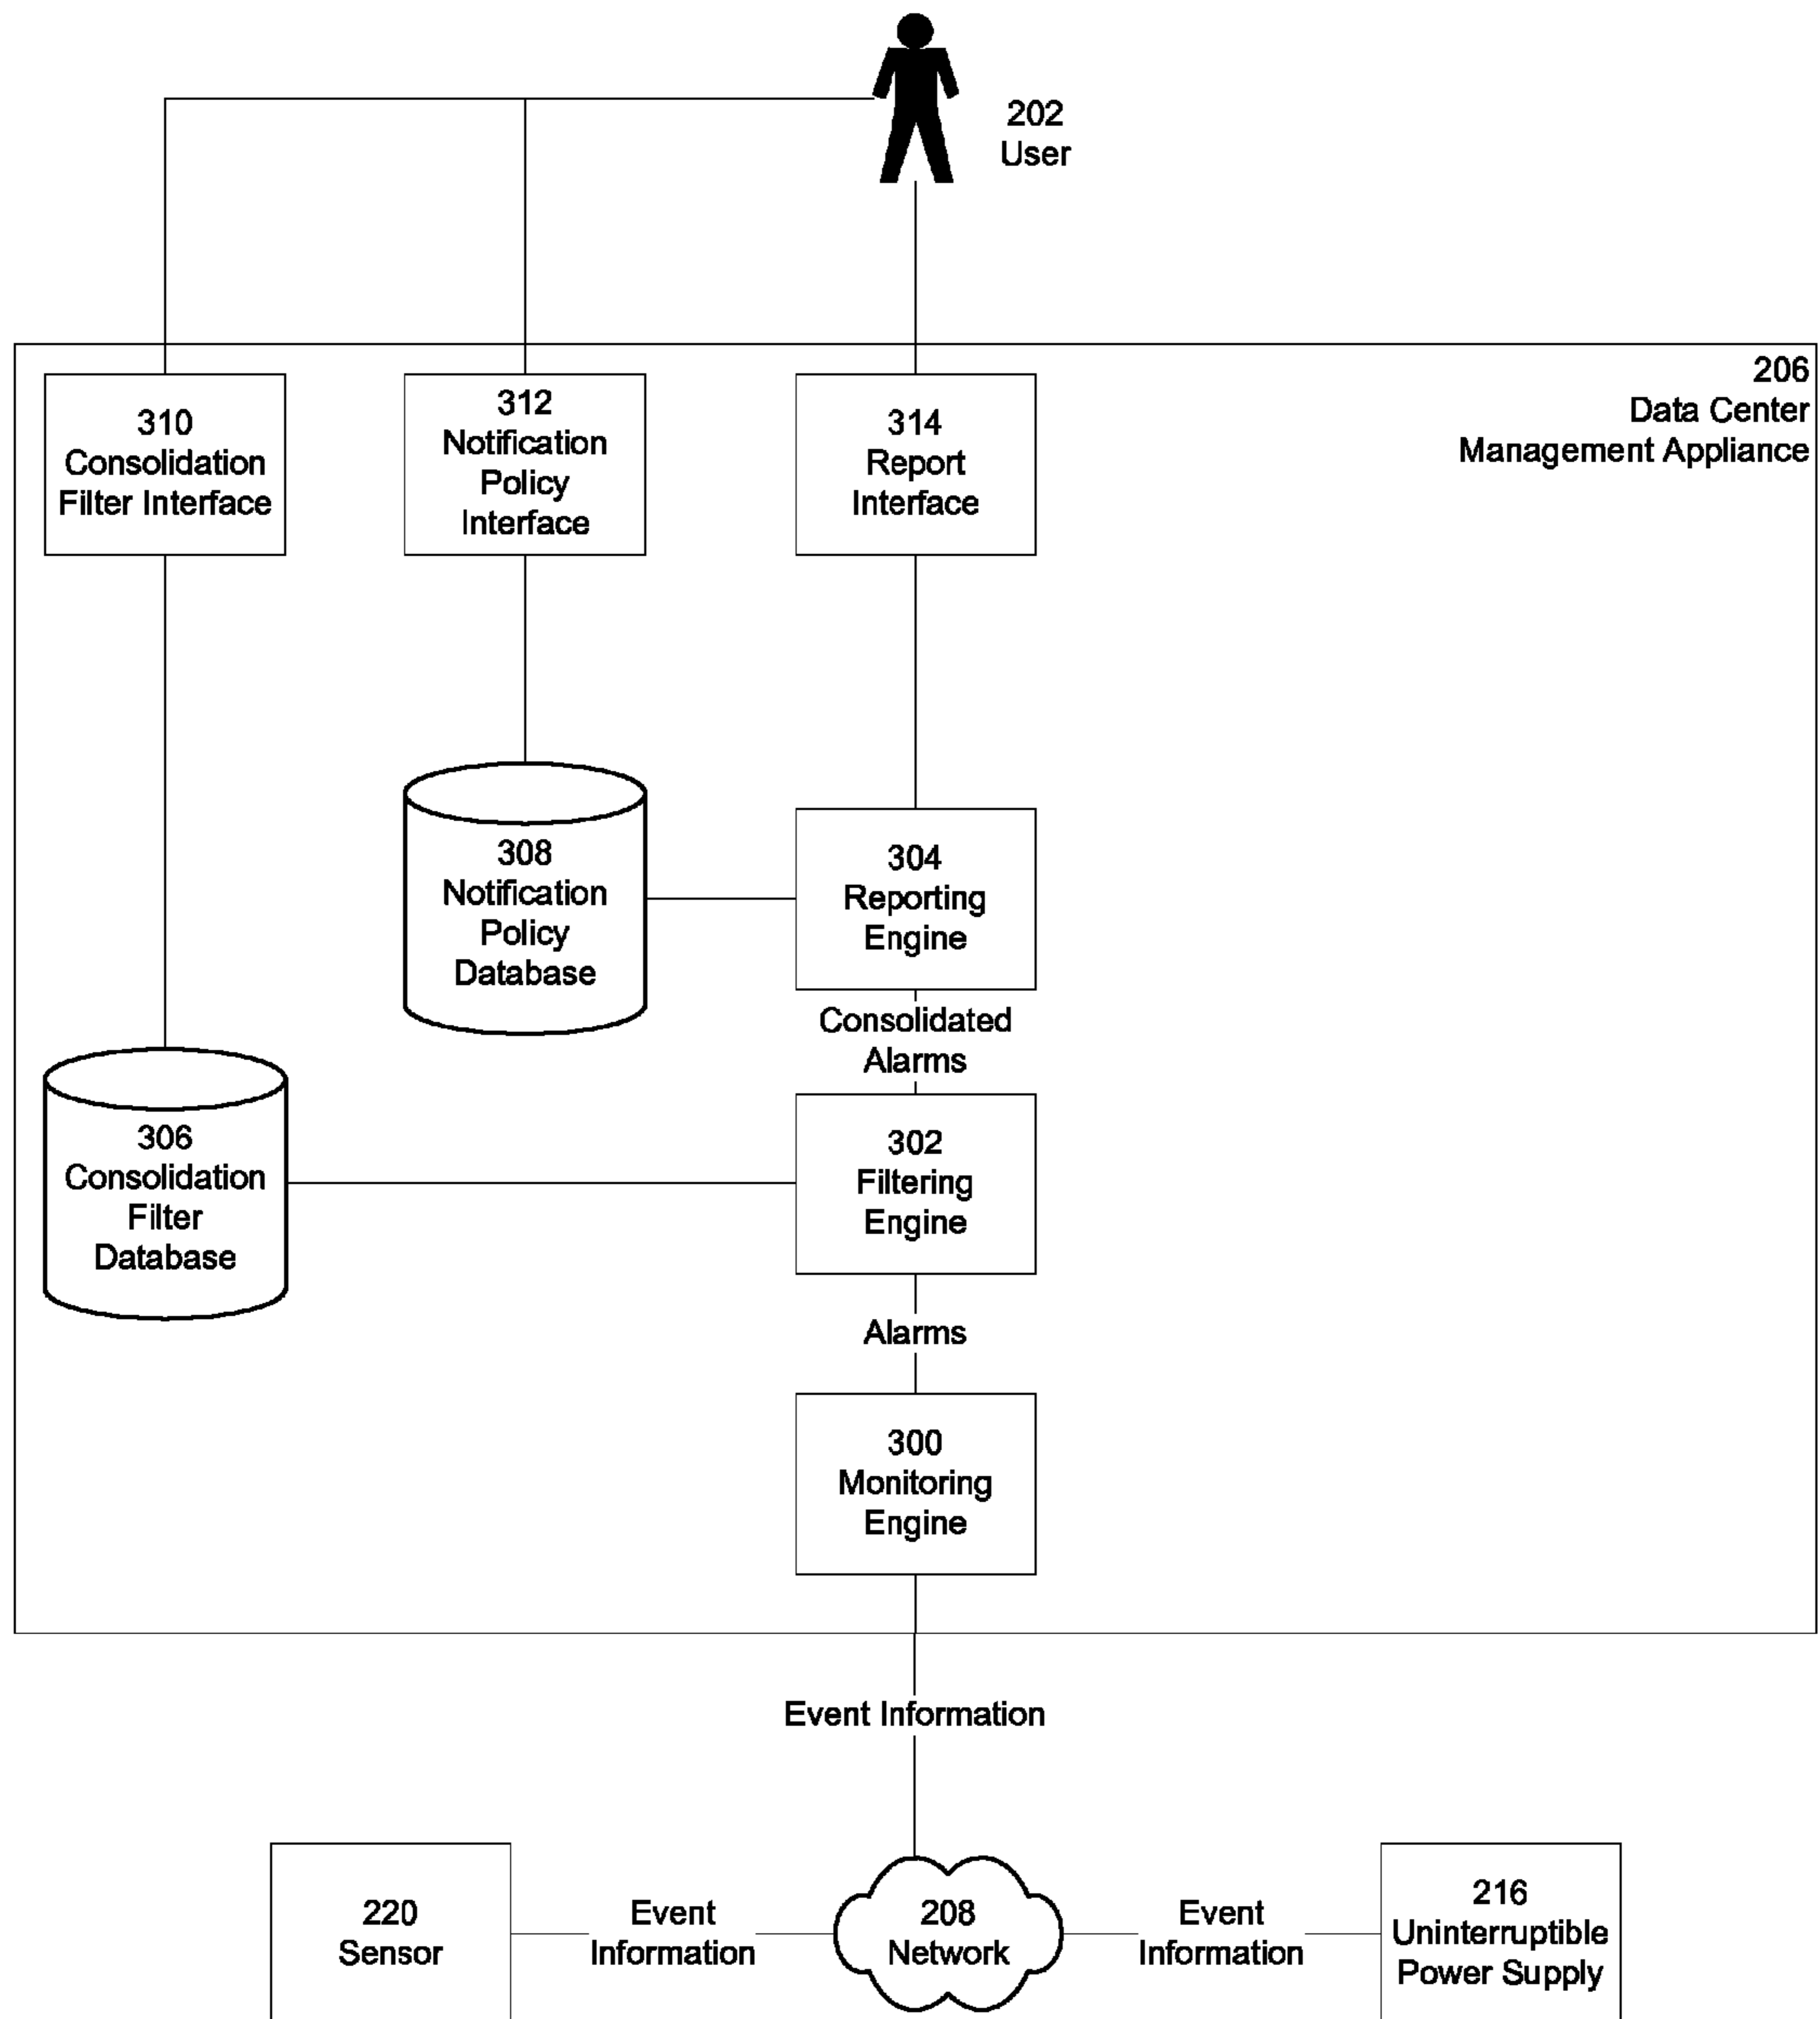 202
User
206
Data Center
Management Appliance
310
Consolidation
Filter Interface
312
Notification
Policy
Interface
314
Report
Interface
308
Notification
Policy
Database
304
Reporting
Engine
Consolidated
Alarms
306
Consolidation
Filter
Database
302
Filtering
Engine
Alarms
300
Monitoring
Engine
Event Information
220
Sensor
Event
Information
208
Network
Event
Information
216
Uninterruptible
Power Supply